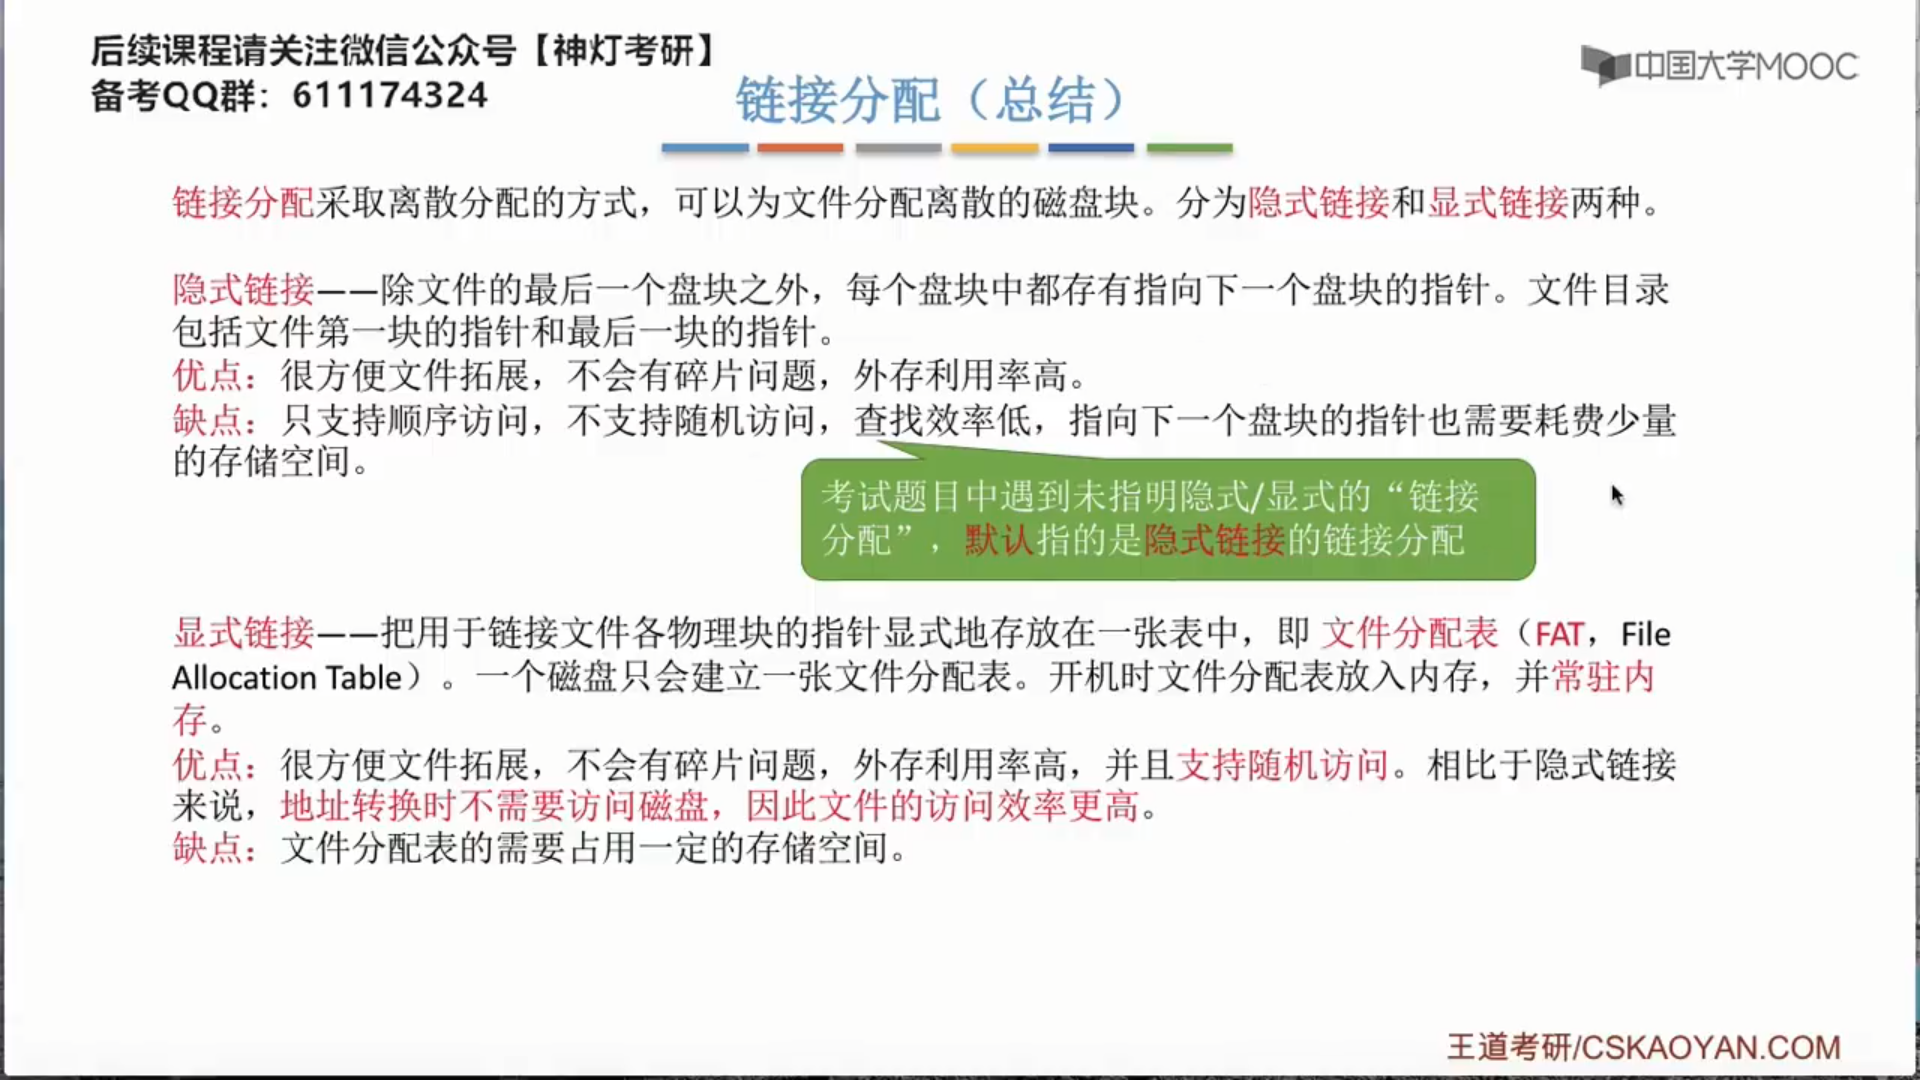 后续课程请关注微信公众号【神灯考研】
备考QQ群：611174324
中国大学MOOC
链接分配（总结）
链接分配采取离散分配的方式，可以为文件分配离散的磁盘块。分为隐式链接和显式链接两种。
隐式链接——除文件的最后一个盘块之外，每个盘块中都存有指向下一个盘块的指针。文件目录
包括文件第一块的指针和最后一块的指针。
优点：很方便文件拓展，不会有碎片问题，外存利用率高。
缺点：只支持顺序访问，不支持随机访问，查找效率低，指向下一个盘块的指针也需要耗费少量
的存储空间。
考试题目中遇到未指明隐式/显式的“链接
分配”，默认指的是隐式链接的链接分配
显式链接——把用于链接文件各物理块的指针显式地存放在一张表中，即 文件分配表（FAT，File
Allocation Table）。一个磁盘只会建立一张文件分配表。开机时文件分配表放入内存，并常驻内
存。
优点：很方便文件拓展，不会有碎片问题，外存利用率高，并且支持随机访问。相比于隐式链接
来说，地址转换时不需要访问磁盘，因此文件的访问效率更高。
缺点：文件分配表的需要占用一定的存储空间。
王道考研/CSKAOYAN.COM